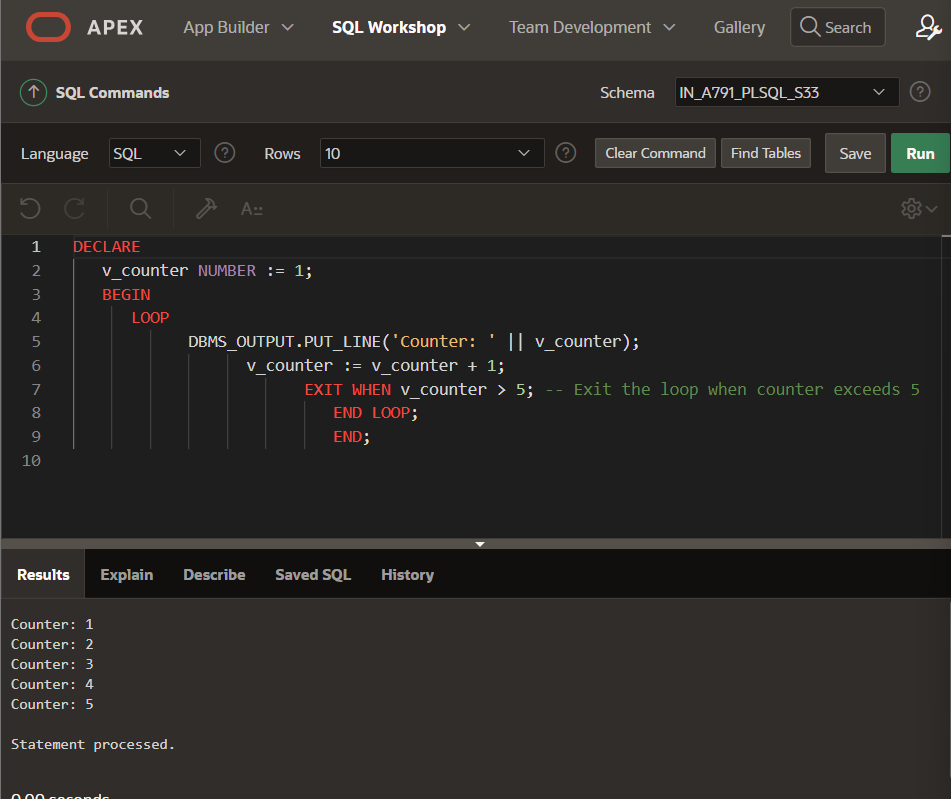 APEX App Builder SQL Workshop Team Development Gallery Search
SQL Commands Schema IN_A791_PLSQL_S33 ?
Language SQL ? Rows 10 ? Clear Command Find Tables Save Run
A::
1 DECLARE
2 v_counter NUMBER := 1;
3 BEGIN
4 LOOP
5 DBMS_OUTPUT.PUT_LINE('Counter: ' || v_counter);
6 v_counter := v_counter + 1;
7 EXIT WHEN v_counter > 5; -- Exit the loop when counter exceeds 5
8 END LOOP;
9 END;
10
Results Explain Describe Saved SQL History
Counter: 1
Counter: 2
Counter: 3
Counter: 4
Counter: 5
Statement processed.
0.00 seconds